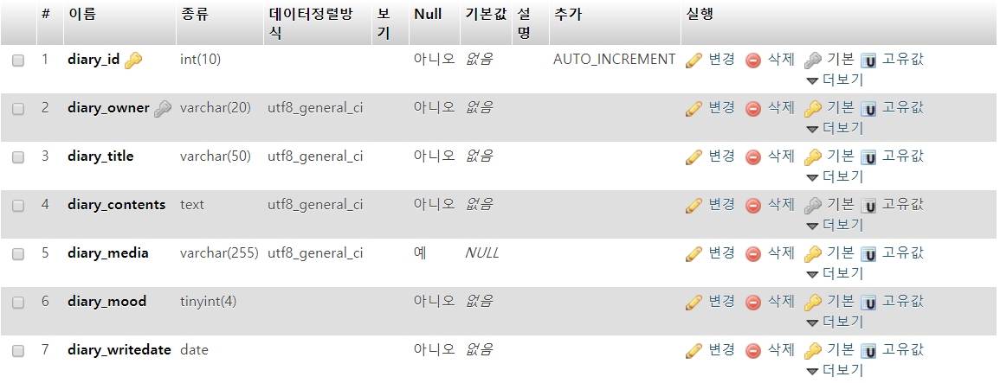 # 이름 종류 데이터정렬방식 보기 Null 기본값 설명 추가 실행
1 diary_id int(10) 아니오 없음 AUTO_INCREMENT 변경 삭제 기본 고유값
더보기
2 diary_owner varchar(20) utf8_general_ci 아니오 없음 변경 삭제 기본 고유값
더보기
3 diary_title varchar(50) utf8_general_ci 아니오 없음 변경 삭제 기본 고유값
더보기
4 diary_contents text utf8_general_ci 아니오 없음 변경 삭제 기본 고유값
더보기
5 diary_media varchar(255) utf8_general_ci 예 NULL 변경 삭제 기본 고유값
더보기
6 diary_mood tinyint(4) 아니오 없음 변경 삭제 기본 고유값
더보기
7 diary_writedate date 아니오 없음 변경 삭제 기본 고유값
더보기